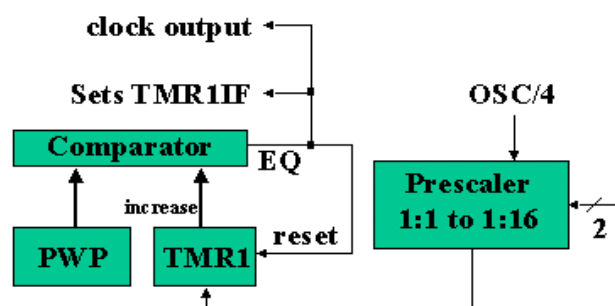 clock output
Sets TMR1IF
OSC/4
Comparator
EQ
Prescaler
1:1 to 1:16
increase
2
reset
PWP
TMR1